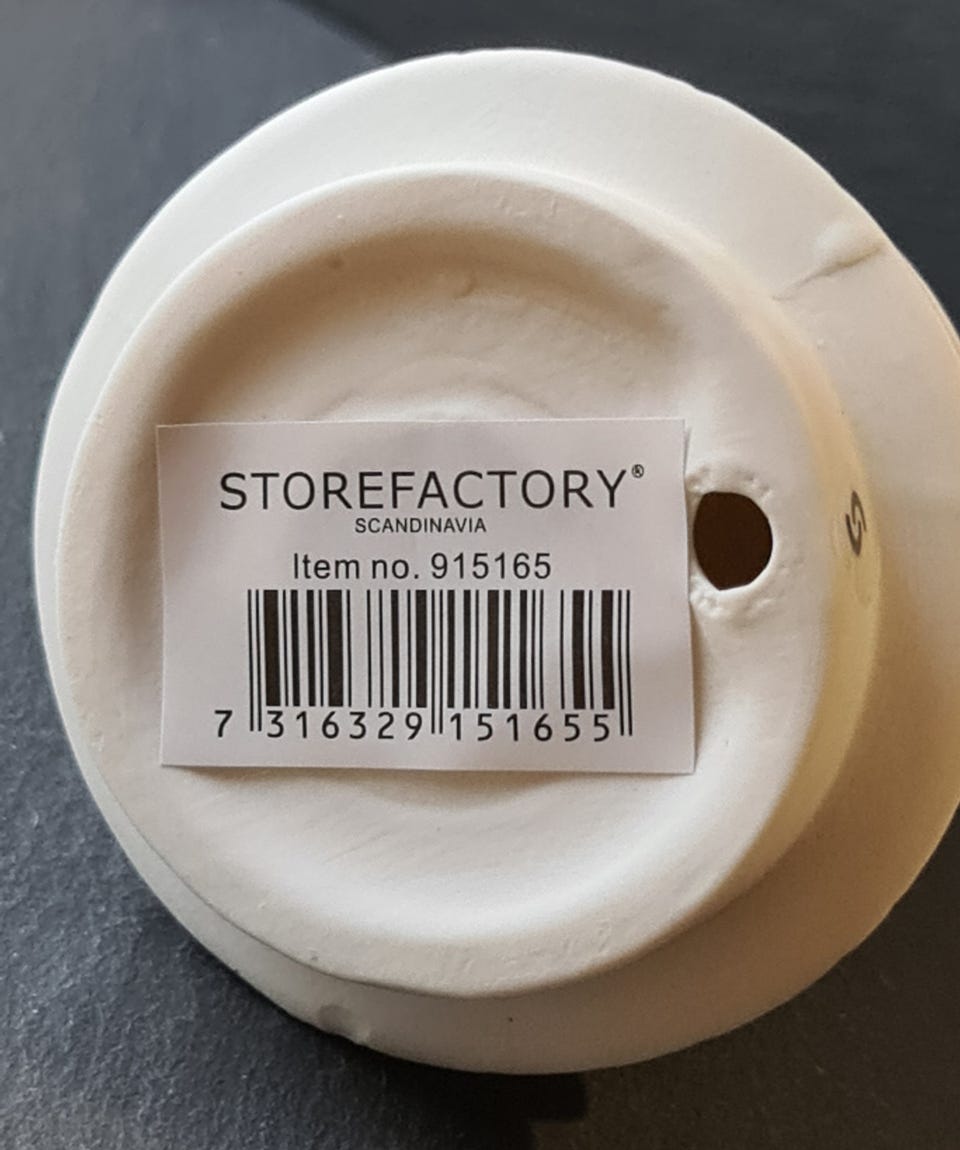 STOREFACTORY®
SCANDINAVIA
Item no. 915165
7 316329 151655